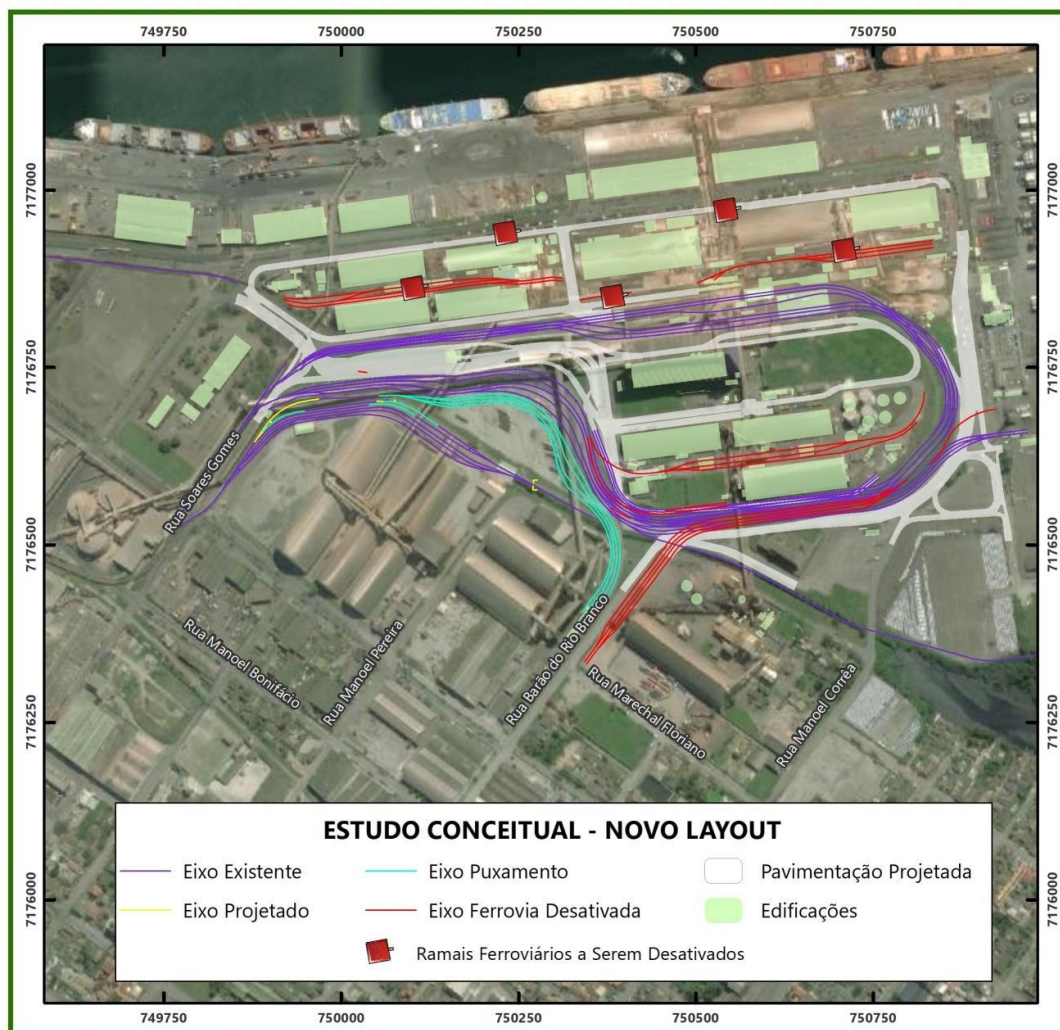 749750 750000 750250 750500 750750
7177000 7177000
7176750 7176750
Rua Soares Gomes
7176500 7176500
Rua Manoel Bonifácio
Rua Manoel Pereira
Rua Barão do Rio Branco
Rua Marechal Floriano
Rua Manoel Corrêa
7176250 7176250
ESTUDO CONCEITUAL - NOVO LAYOUT
Eixo Existente Eixo Puxamento Pavimentação Projetada
Eixo Projetado Eixo Ferrovia Desativada Edificações
Ramais Ferroviários a Serem Desativados
7176000 7176000
749750 750000 750250 750500 750750